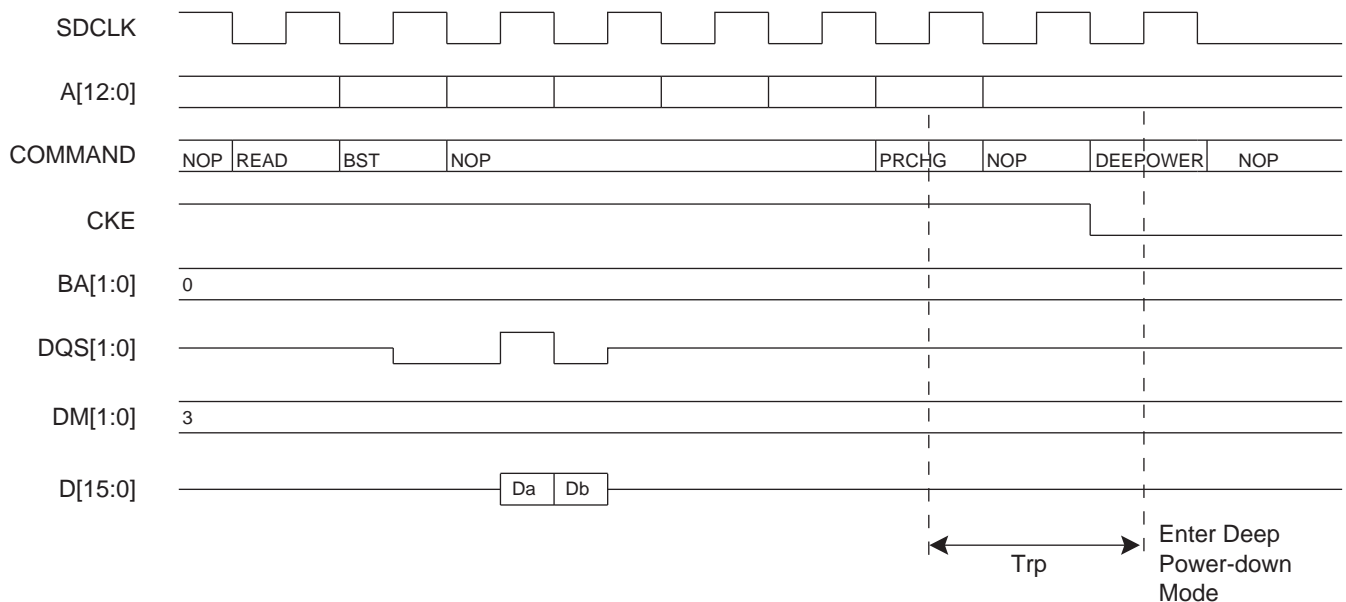 SDCLK
A[12:0]
COMMAND NOP READ BST NOP PRCHG NOP DEEPOWER NOP
CKE
BA[1:0] 0
DQS[1:0]
DM[1:0] 3
D[15:0] Da Db
Trp
Enter Deep
Power-down
Mode